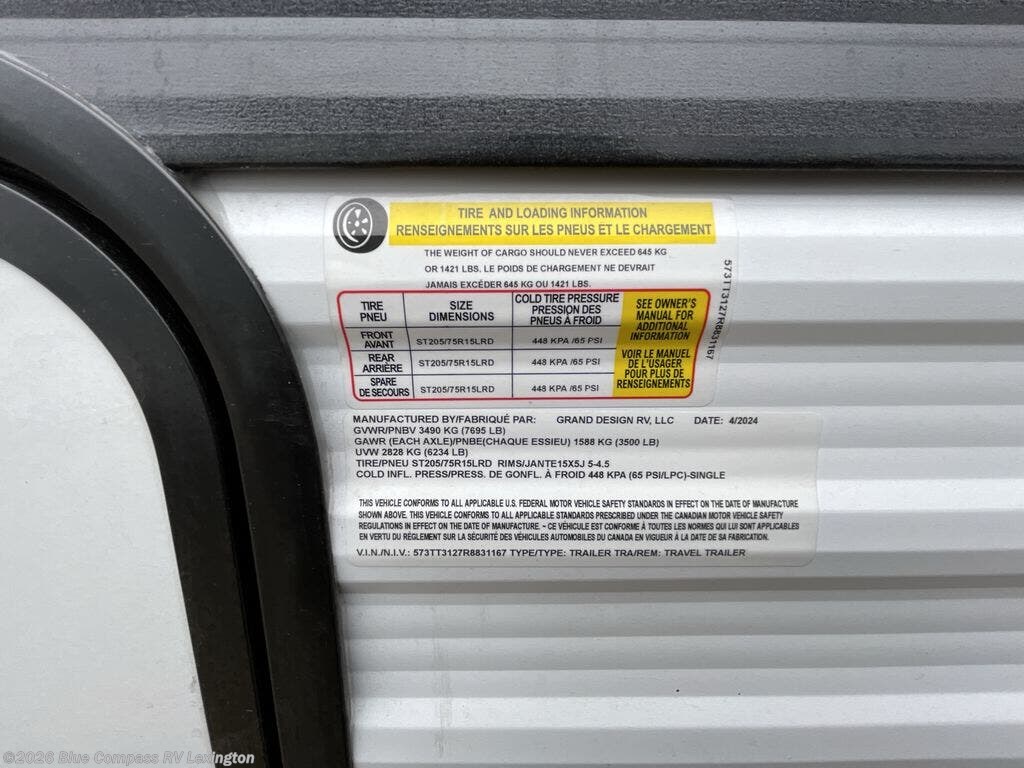 TIRE AND LOADING INFORMATION
RENSEIGNEMENTS SUR LES PNEUS ET LE CHARGEMENT
THE WEIGHT OF CARGO SHOULD NEVER EXCEED 645 KG
OR 1421 LBS. LE POIDS DE CHARGEMENT NE DEVRAIT
JAMAIS EXCÉDER 645 KG OU 1421 LBS.
TIRE PNEU SIZE DIMENSIONS COLD TIRE PRESSURE PRESSION DES PNEUS À FROID
FRONT AVANT ST205/75R15LRD 448 KPA /65 PSI
REAR ARRIÈRE ST205/75R15LRD 448 KPA /65 PSI
SPARE DE SECOURS ST205/75R15LRD 448 KPA /65 PSI
SEE OWNER'S
MANUAL FOR
ADDITIONAL
INFORMATION
VOIR LE MANUEL
DE L'USAGER
POUR PLUS DE
RENSEIGNEMENTS
573TT3127R8831167
MANUFACTURED BY/FABRIQUÉ PAR: GRAND DESIGN RV, LLC DATE: 4/2024
GVWR/PNBV 3490 KG (7695 LB)
GAWR (EACH AXLE)/PNBE(CHAQUE ESSIEU) 1588 KG (3500 LB)
UVW 2828 KG (6234 LB)
TIRE/PNEU ST205/75R15LRD RIMS/JANTE15X5J 5-4.5
COLD INFL. PRESS/PRESS. DE GONFL. À FROID 448 KPA (65 PSI/LPC)-SINGLE
THIS VEHICLE CONFORMS TO ALL APPLICABLE U.S. FEDERAL MOTOR VEHICLE SAFETY STANDARDS IN EFFECT ON THE DATE OF MANUFACTURE
SHOWN ABOVE. THIS VEHICLE CONFORMS TO ALL APPLICABLE STANDARDS PRESCRIBED UNDER THE CANADIAN MOTOR VEHICLE SAFETY
REGULATIONS IN EFFECT ON THE DATE OF MANUFACTURE. ~ CE VÉHICULE EST CONFORME À TOUTES LES NORMES QUI LUI SONT APPLICABLES
EN VERTU DU RÈGLEMENT SUR LA SÉCURITÉ DES VÉHICULES AUTOMOBILES DU CANADA EN VIGUEUR À LA DATE DE SA FABRICATION.
V.I.N./N.I.V.: 573TT3127R8831167 TYPE/TYPE: TRAILER TRA/REM: TRAVEL TRAILER
©2026 Blue Compass RV Lexington